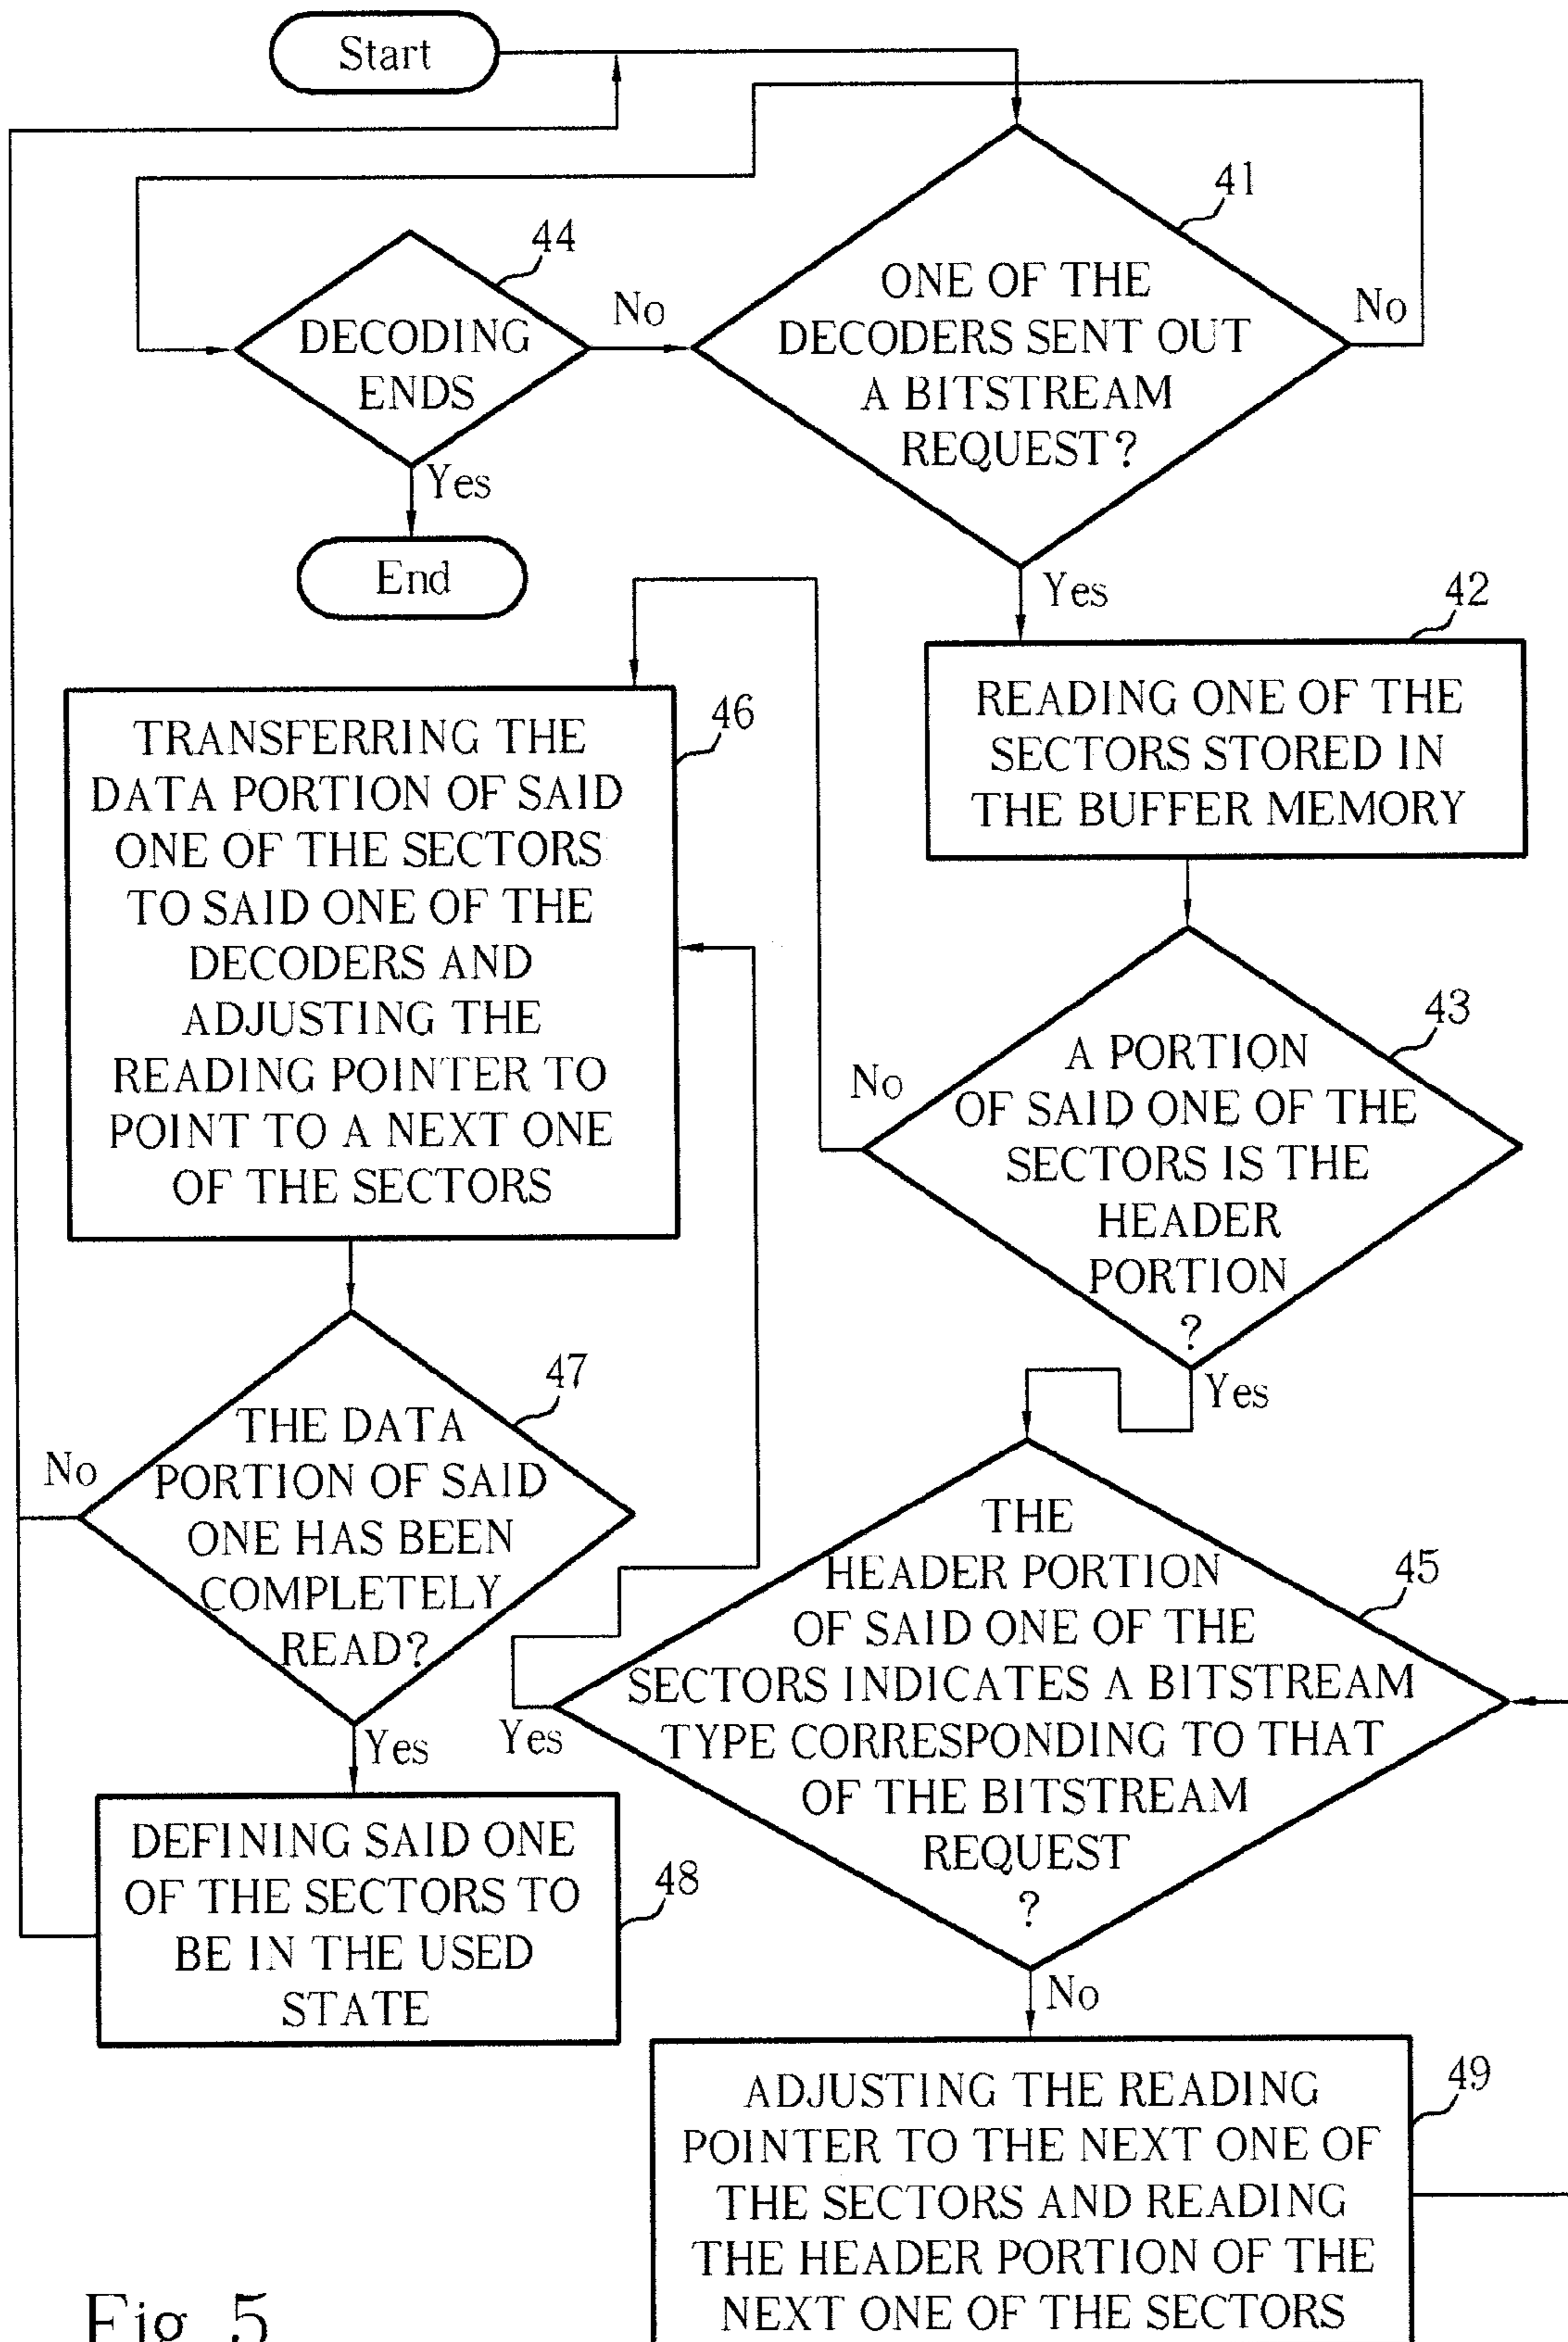 Start
41
ONE OF THE
DECODERS SENT OUT
A BITSTREAM
REQUEST?
No
44
DECODING
ENDS
No
Yes
End
Yes
42
READING ONE OF THE
SECTORS STORED IN
THE BUFFER MEMORY
46
TRANSFERRING THE
DATA PORTION OF SAID
ONE OF THE SECTORS
TO SAID ONE OF THE
DECODERS AND
ADJUSTING THE
READING POINTER TO
POINT TO A NEXT ONE
OF THE SECTORS
43
A PORTION
OF SAID ONE OF THE
SECTORS IS THE
HEADER
PORTION
?
No
Yes
47
THE DATA
PORTION OF SAID
ONE HAS BEEN
COMPLETELY
READ?
No
Yes
45
THE
HEADER PORTION
OF SAID ONE OF THE
SECTORS INDICATES A BITSTREAM
TYPE CORRESPONDING TO THAT
OF THE BITSTREAM
REQUEST
?
Yes
No
48
DEFINING SAID ONE
OF THE SECTORS TO
BE IN THE USED
STATE
49
ADJUSTING THE READING
POINTER TO THE NEXT ONE OF
THE SECTORS AND READING
THE HEADER PORTION OF THE
NEXT ONE OF THE SECTORS
Fig. 5